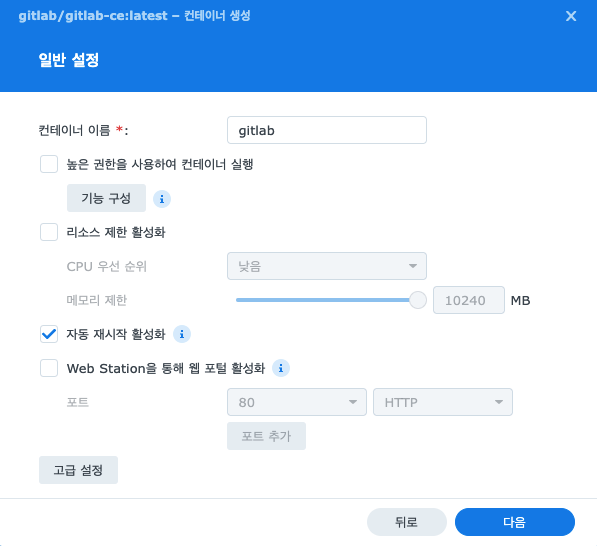 gitlab/gitlab-ce:latest – 컨테이너 생성
일반 설정
컨테이너 이름 *: gitlab
높은 권한을 사용하여 컨테이너 실행
기능 구성
리소스 제한 활성화
CPU 우선 순위 낮음
메모리 제한 10240 MB
자동 재시작 활성화
Web Station을 통해 웹 포털 활성화
포트 80 HTTP
포트 추가
고급 설정
뒤로 다음